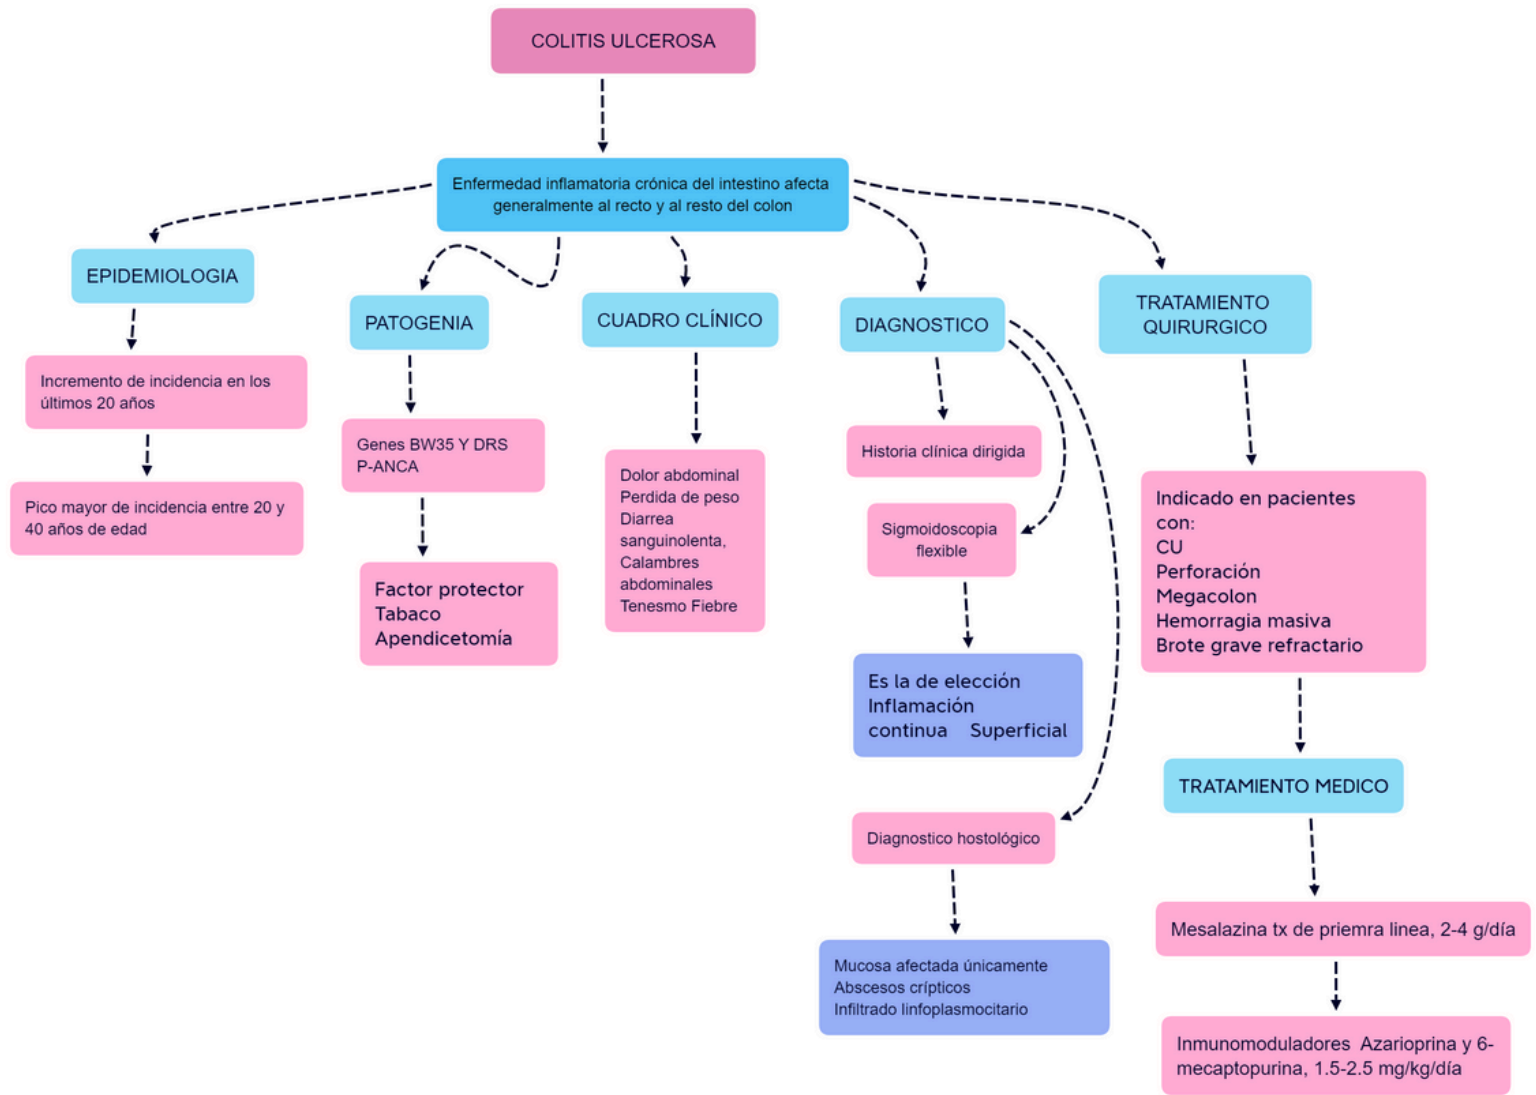 COLITIS ULCEROSA
Enfermedad inflamatoria crónica del intestino afecta
generalmente al recto y al resto del colon
EPIDEMIOLOGIA
Incremento de incidencia en los
últimos 20 años
Pico mayor de incidencia entre 20 y
40 años de edad
PATOGENIA
Genes BW35 Y DRS
P-ANCA
Factor protector
Tabaco
Apendicetomía
CUADRO CLÍNICO
Dolor abdominal
Perdida de peso
Diarrea
sanguinolenta,
Calambres
abdominales
Tenesmo Fiebre
DIAGNOSTICO
Historia clínica dirigida
Sigmoidoscopia
flexible
Es la de elección
Inflamación
continua Superficial
Diagnostico hostológico
Mucosa afectada únicamente
Abscesos crípticos
Infiltrado linfoplasmocitario
TRATAMIENTO
QUIRURGICO
Indicado en pacientes
con:
CU
Perforación
Megacolon
Hemorragia masiva
Brote grave refractario
TRATAMIENTO MEDICO
Mesalazina tx de priemra linea, 2-4 g/día
Inmunomoduladores Azarioprina y 6-
mecaptopurina, 1.5-2.5 mg/kg/día